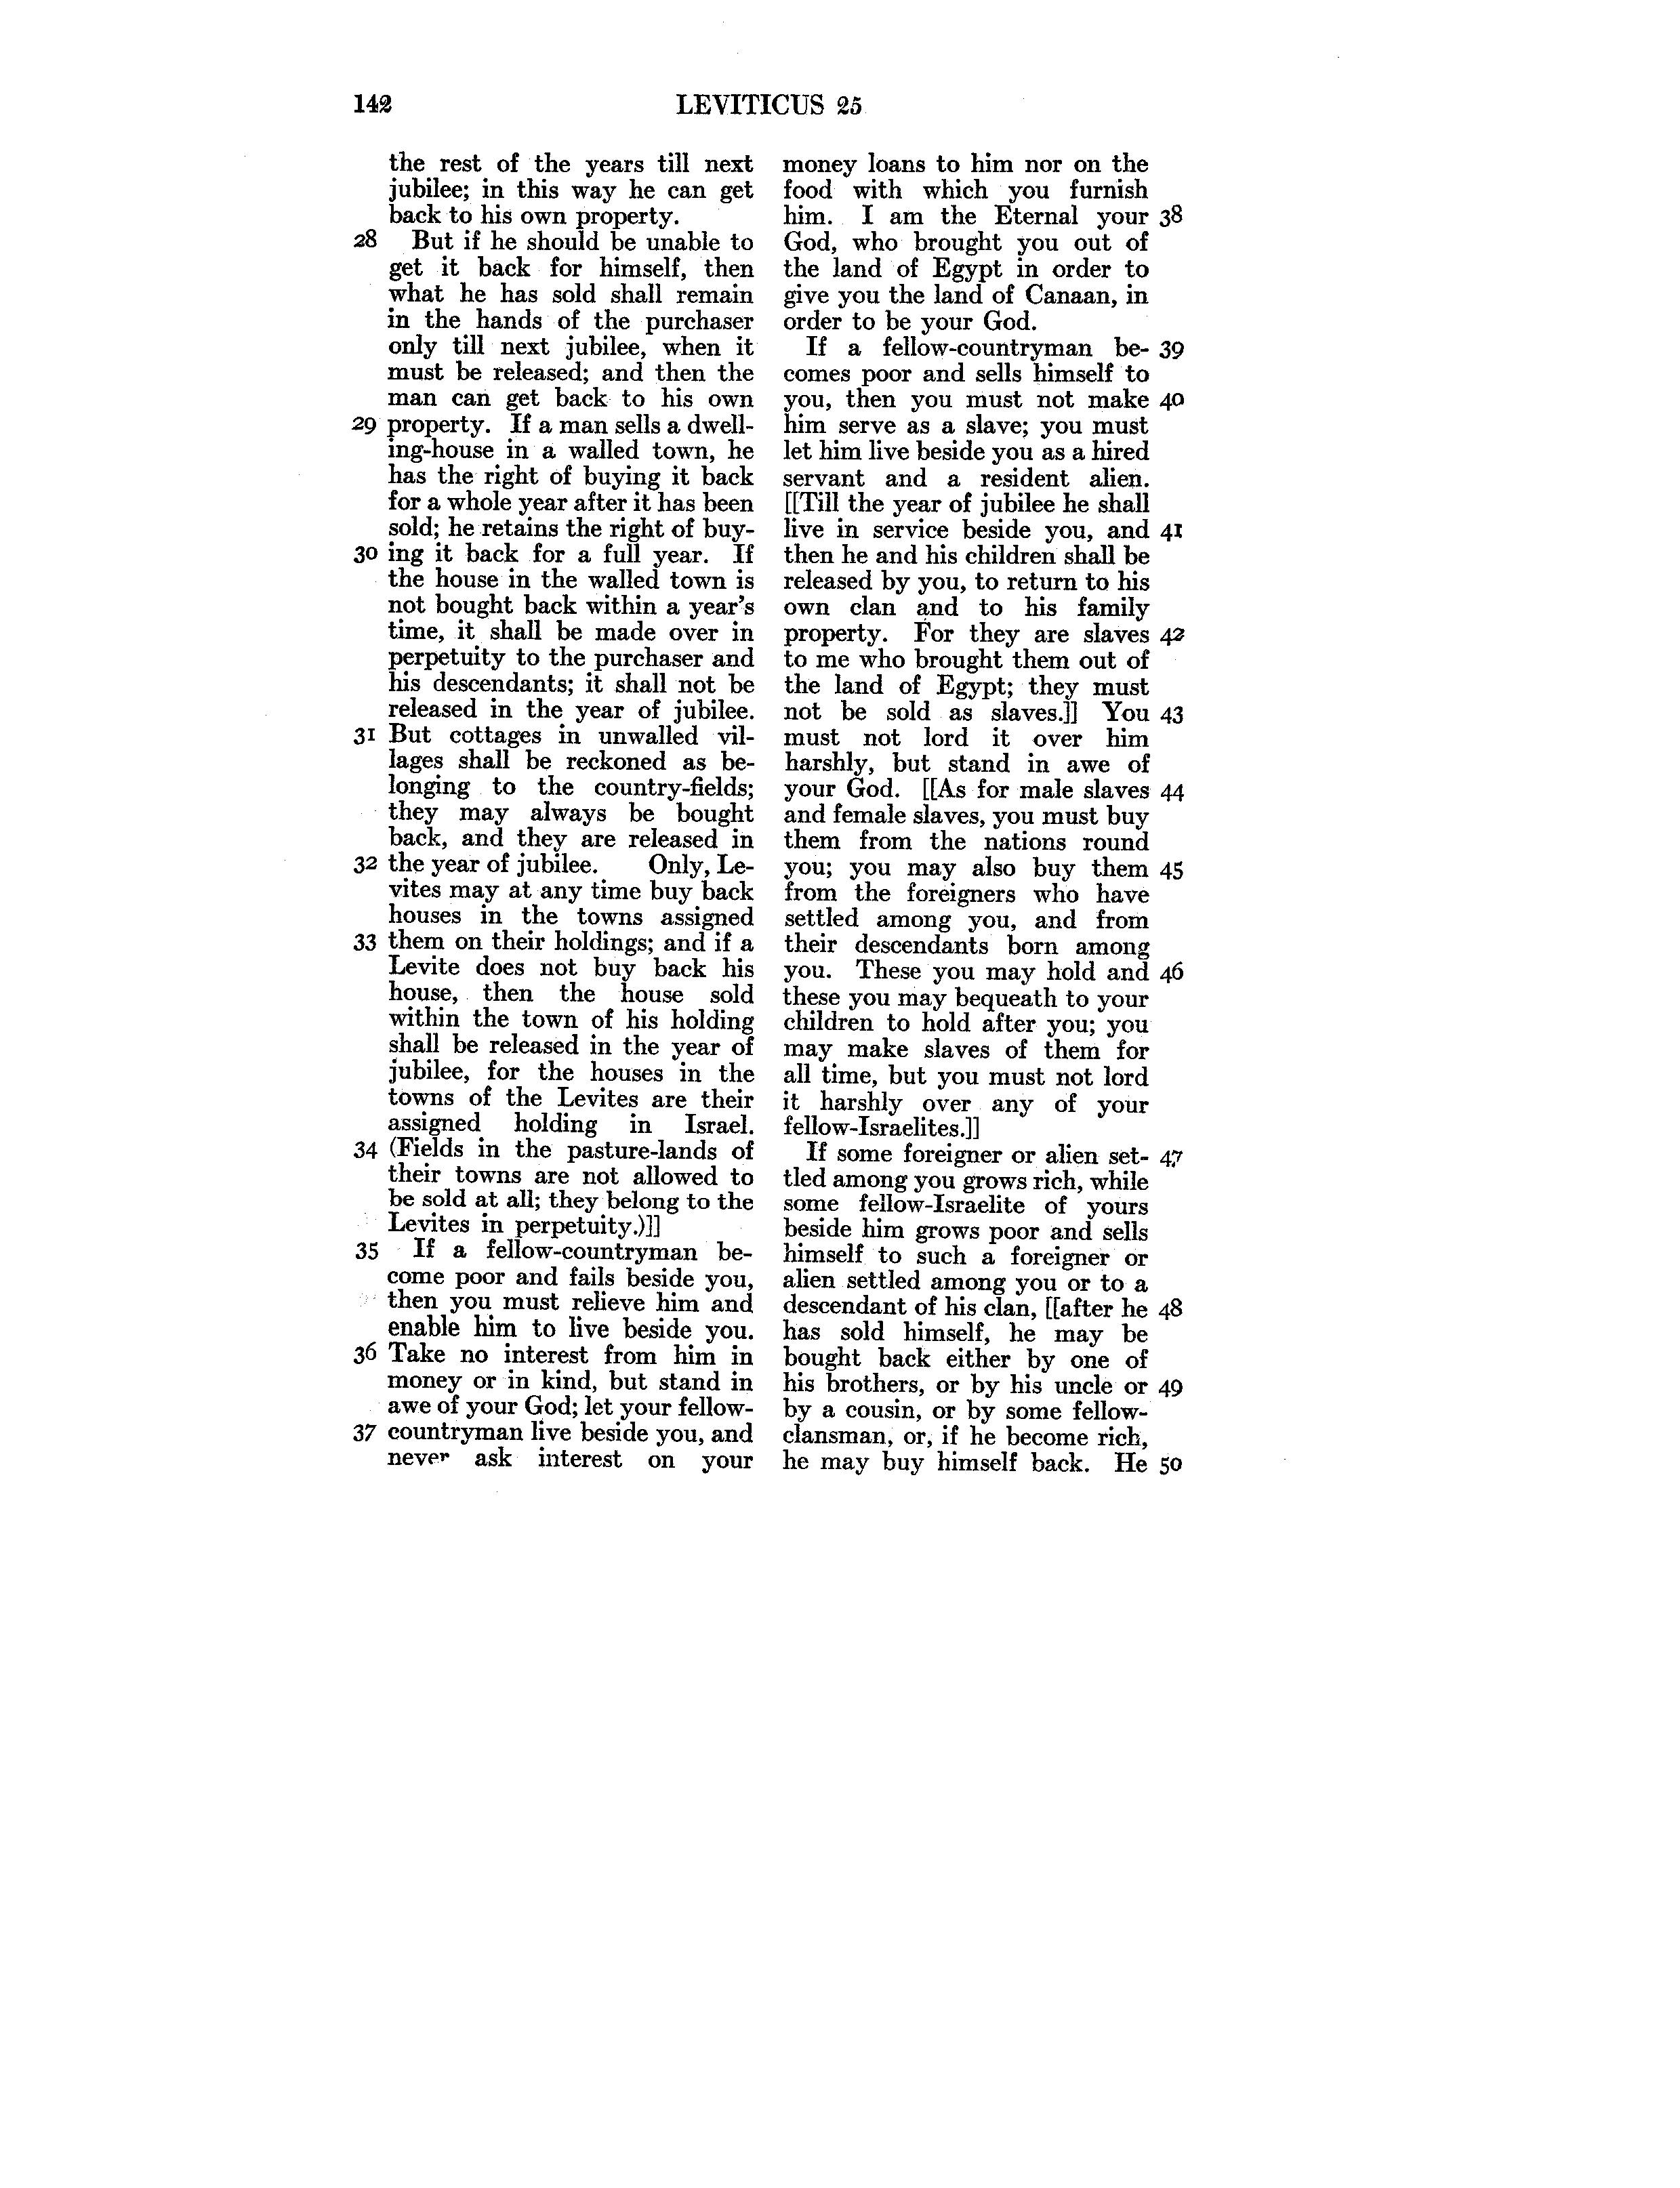 142 LEVITICUS 25
the rest of the years till next
jubilee; in this way he can get
back to his own property.
28 But if he should be unable to
get it back for himself, then
what he has sold shall remain
in the hands of the purchaser
only till next jubilee, when it
must be released; and then the
man can get back to his own
29 property. If a man sells a dwell-
ing-house in a walled town, he
has the right of buying it back
for a whole year after it has been
sold; he retains the right of buy-
30 ing it back for a full year. If
the house in the walled town is
not bought back within a year's
time, it shall be made over in
perpetuity to the purchaser and
his descendants; it shall not be
released in the year of jubilee.
31 But cottages in unwalled vil-
lages shall be reckoned as be-
longing to the country-fields;
they may always be bought
back, and they are released in
32 the year of jubilee. Only, Le-
vites may at any time buy back
houses in the towns assigned
33 them on their holdings; and if a
Levite does not buy back his
house, then the house sold
within the town of his holding
shall be released in the year of
jubilee, for the houses in the
towns of the Levites are their
assigned holding in Israel.
34 (Fields in the pasture-lands of
their towns are not allowed to
be sold at all; they belong to the
Levites in perpetuity.)]]
35 If a fellow-countryman be-
come poor and fails beside you,
then you must relieve him and
enable him to live beside you.
36 Take no interest from him in
money or in kind, but stand in
awe of your God; let your fellow-
37 countryman live beside you, and
never ask interest on your
money loans to him nor on the
food with which you furnish
him. I am the Eternal your 38
God, who brought you out of
the land of Egypt in order to
give you the land of Canaan, in
order to be your God.
If a fellow-countryman be- 39
comes poor and sells himself to
you, then you must not make 40
him serve as a slave; you must
let him live beside you as a hired
servant and a resident alien.
[[Till the year of jubilee he shall
live in service beside you, and 41
then he and his children shall be
released by you, to return to his
own clan and to his family
property. For they are slaves 42
to me who brought them out of
the land of Egypt; they must
not be sold as slaves.]] You 43
must not lord it over him
harshly, but stand in awe of
your God. [[As for male slaves 44
and female slaves, you must buy
them from the nations round
you; you may also buy them 45
from the foreigners who have
settled among you, and from
their descendants born among
you. These you may hold and 46
these you may bequeath to your
children to hold after you; you
may make slaves of them for
all time, but you must not lord
it harshly over any of your
fellow-Israelites.]]
If some foreigner or alien set- 47
tled among you grows rich, while
some fellow-Israelite of yours
beside him grows poor and sells
himself to such a foreigner or
alien settled among you or to a
descendant of his clan, [[after he 48
has sold himself, he may be
bought back either by one of
his brothers, or by his uncle or 49
by a cousin, or by some fellow-
clansman, or, if he become rich,
he may buy himself back. He 50